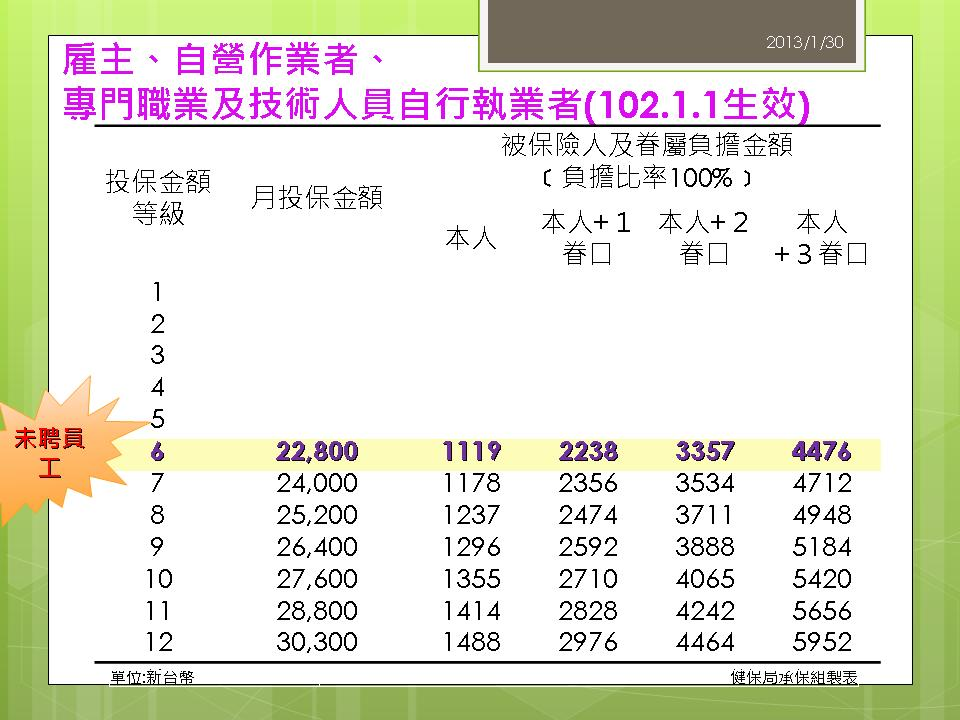 2013/1/30
雇主、自營作業者、
專門職業及技術人員自行執業者(102.1.1生效)
投保金額
等級
月投保金額
被保險人及眷屬負擔金額
﹝負擔比率100%﹞
本人
本人+1
眷口
本人+2
眷口
本人
+3眷口
1
2
3
4
5
未聘員
工
6 22,800 1119 2238 3357 4476
7 24,000 1178 2356 3534 4712
8 25,200 1237 2474 3711 4948
9 26,400 1296 2592 3888 5184
10 27,600 1355 2710 4065 5420
11 28,800 1414 2828 4242 5656
12 30,300 1488 2976 4464 5952
單位:新台幣 健保局承保組製表